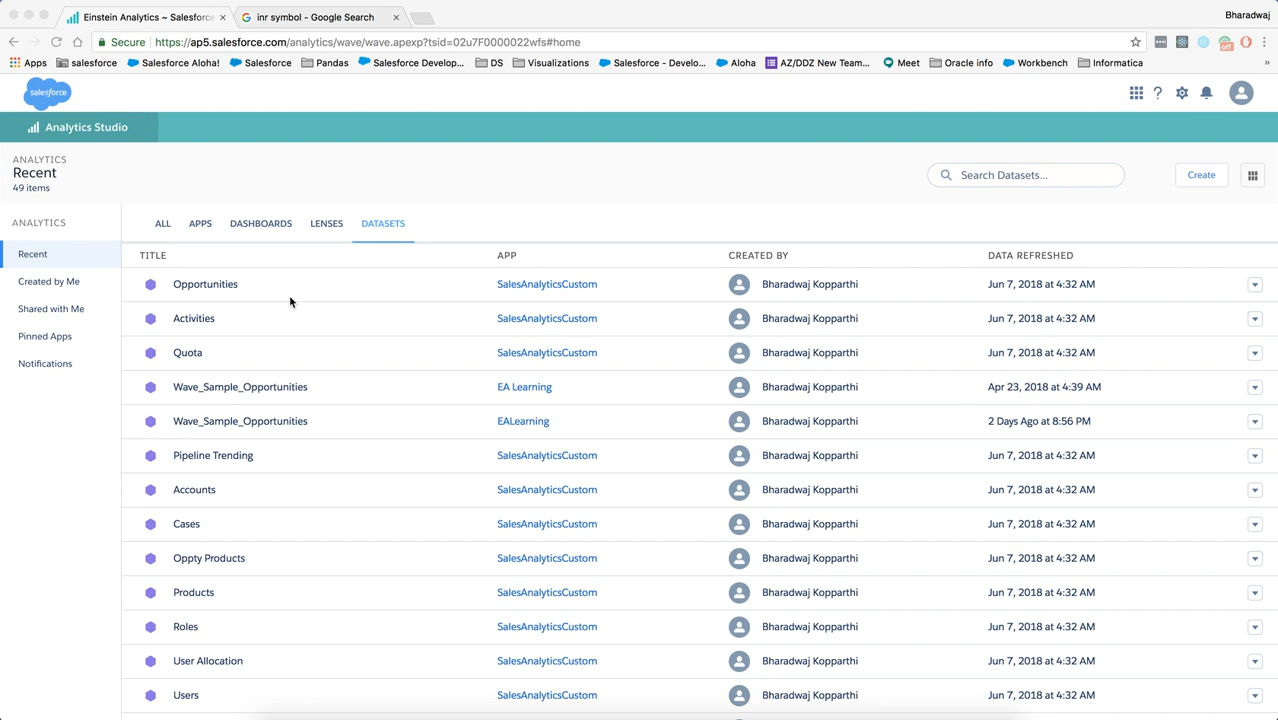 Einstein Analytics ~ Salesforce
inr symbol - Google Search
Bharadwaj
Secure https://ap5.salesforce.com/analytics/wave/wave.apexp?tsid=02u7F0000022wfs#home
Apps salesforce Salesforce Aloha! Salesforce Pandas Salesforce Develop... DS Visualizations Salesforce - Develo... Aloha AZ/DDZ New Team... Meet Oracle info Workbench Informatica »
off
salesforce
Analytics Studio
ANALYTICS
Recent
49 items
Search Datasets...
Create
ANALYTICS
Recent
Created by Me
Shared with Me
Pinned Apps
Notifications
ALL APPS DASHBOARDS LENSES DATASETS
TITLE APP CREATED BY DATA REFRESHED
Opportunities SalesAnalyticsCustom Bharadwaj Kopparthi Jun 7, 2018 at 4:32 AM
Activities SalesAnalyticsCustom Bharadwaj Kopparthi Jun 7, 2018 at 4:32 AM
Quota SalesAnalyticsCustom Bharadwaj Kopparthi Jun 7, 2018 at 4:32 AM
Wave_Sample_Opportunities EA Learning Bharadwaj Kopparthi Apr 23, 2018 at 4:39 AM
Wave_Sample_Opportunities EALearning Bharadwaj Kopparthi 2 Days Ago at 8:56 PM
Pipeline Trending SalesAnalyticsCustom Bharadwaj Kopparthi Jun 7, 2018 at 4:32 AM
Accounts SalesAnalyticsCustom Bharadwaj Kopparthi Jun 7, 2018 at 4:32 AM
Cases SalesAnalyticsCustom Bharadwaj Kopparthi Jun 7, 2018 at 4:32 AM
Oppty Products SalesAnalyticsCustom Bharadwaj Kopparthi Jun 7, 2018 at 4:32 AM
Products SalesAnalyticsCustom Bharadwaj Kopparthi Jun 7, 2018 at 4:32 AM
Roles SalesAnalyticsCustom Bharadwaj Kopparthi Jun 7, 2018 at 4:32 AM
User Allocation SalesAnalyticsCustom Bharadwaj Kopparthi Jun 7, 2018 at 4:32 AM
Users SalesAnalyticsCustom Bharadwaj Kopparthi Jun 7, 2018 at 4:32 AM